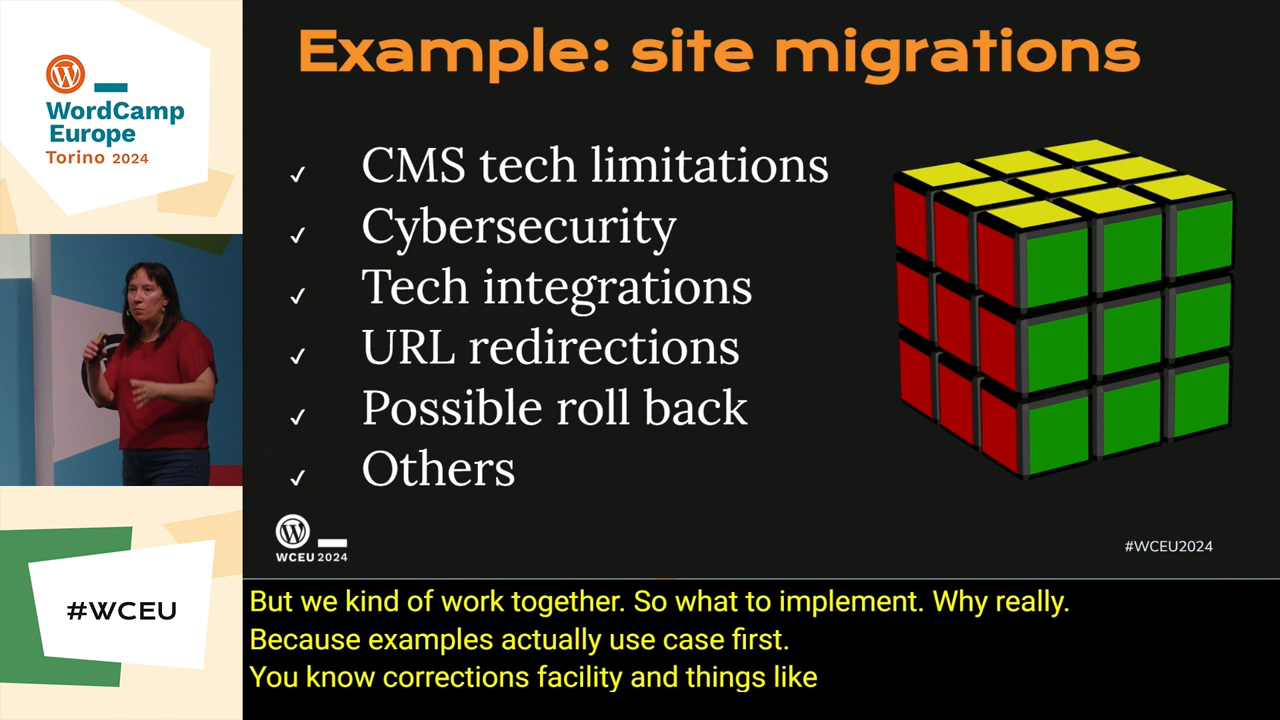 WordCamp
Europe
Torino 2024
#WCEU
Example: site migrations
✓ CMS tech limitations
✓ Cybersecurity
✓ Tech integrations
✓ URL redirections
✓ Possible roll back
✓ Others
WCEU 2024
#WCEU2024
But we kind of work together. So what to implement. Why really.
Because examples actually use case first.
You know corrections facility and things like